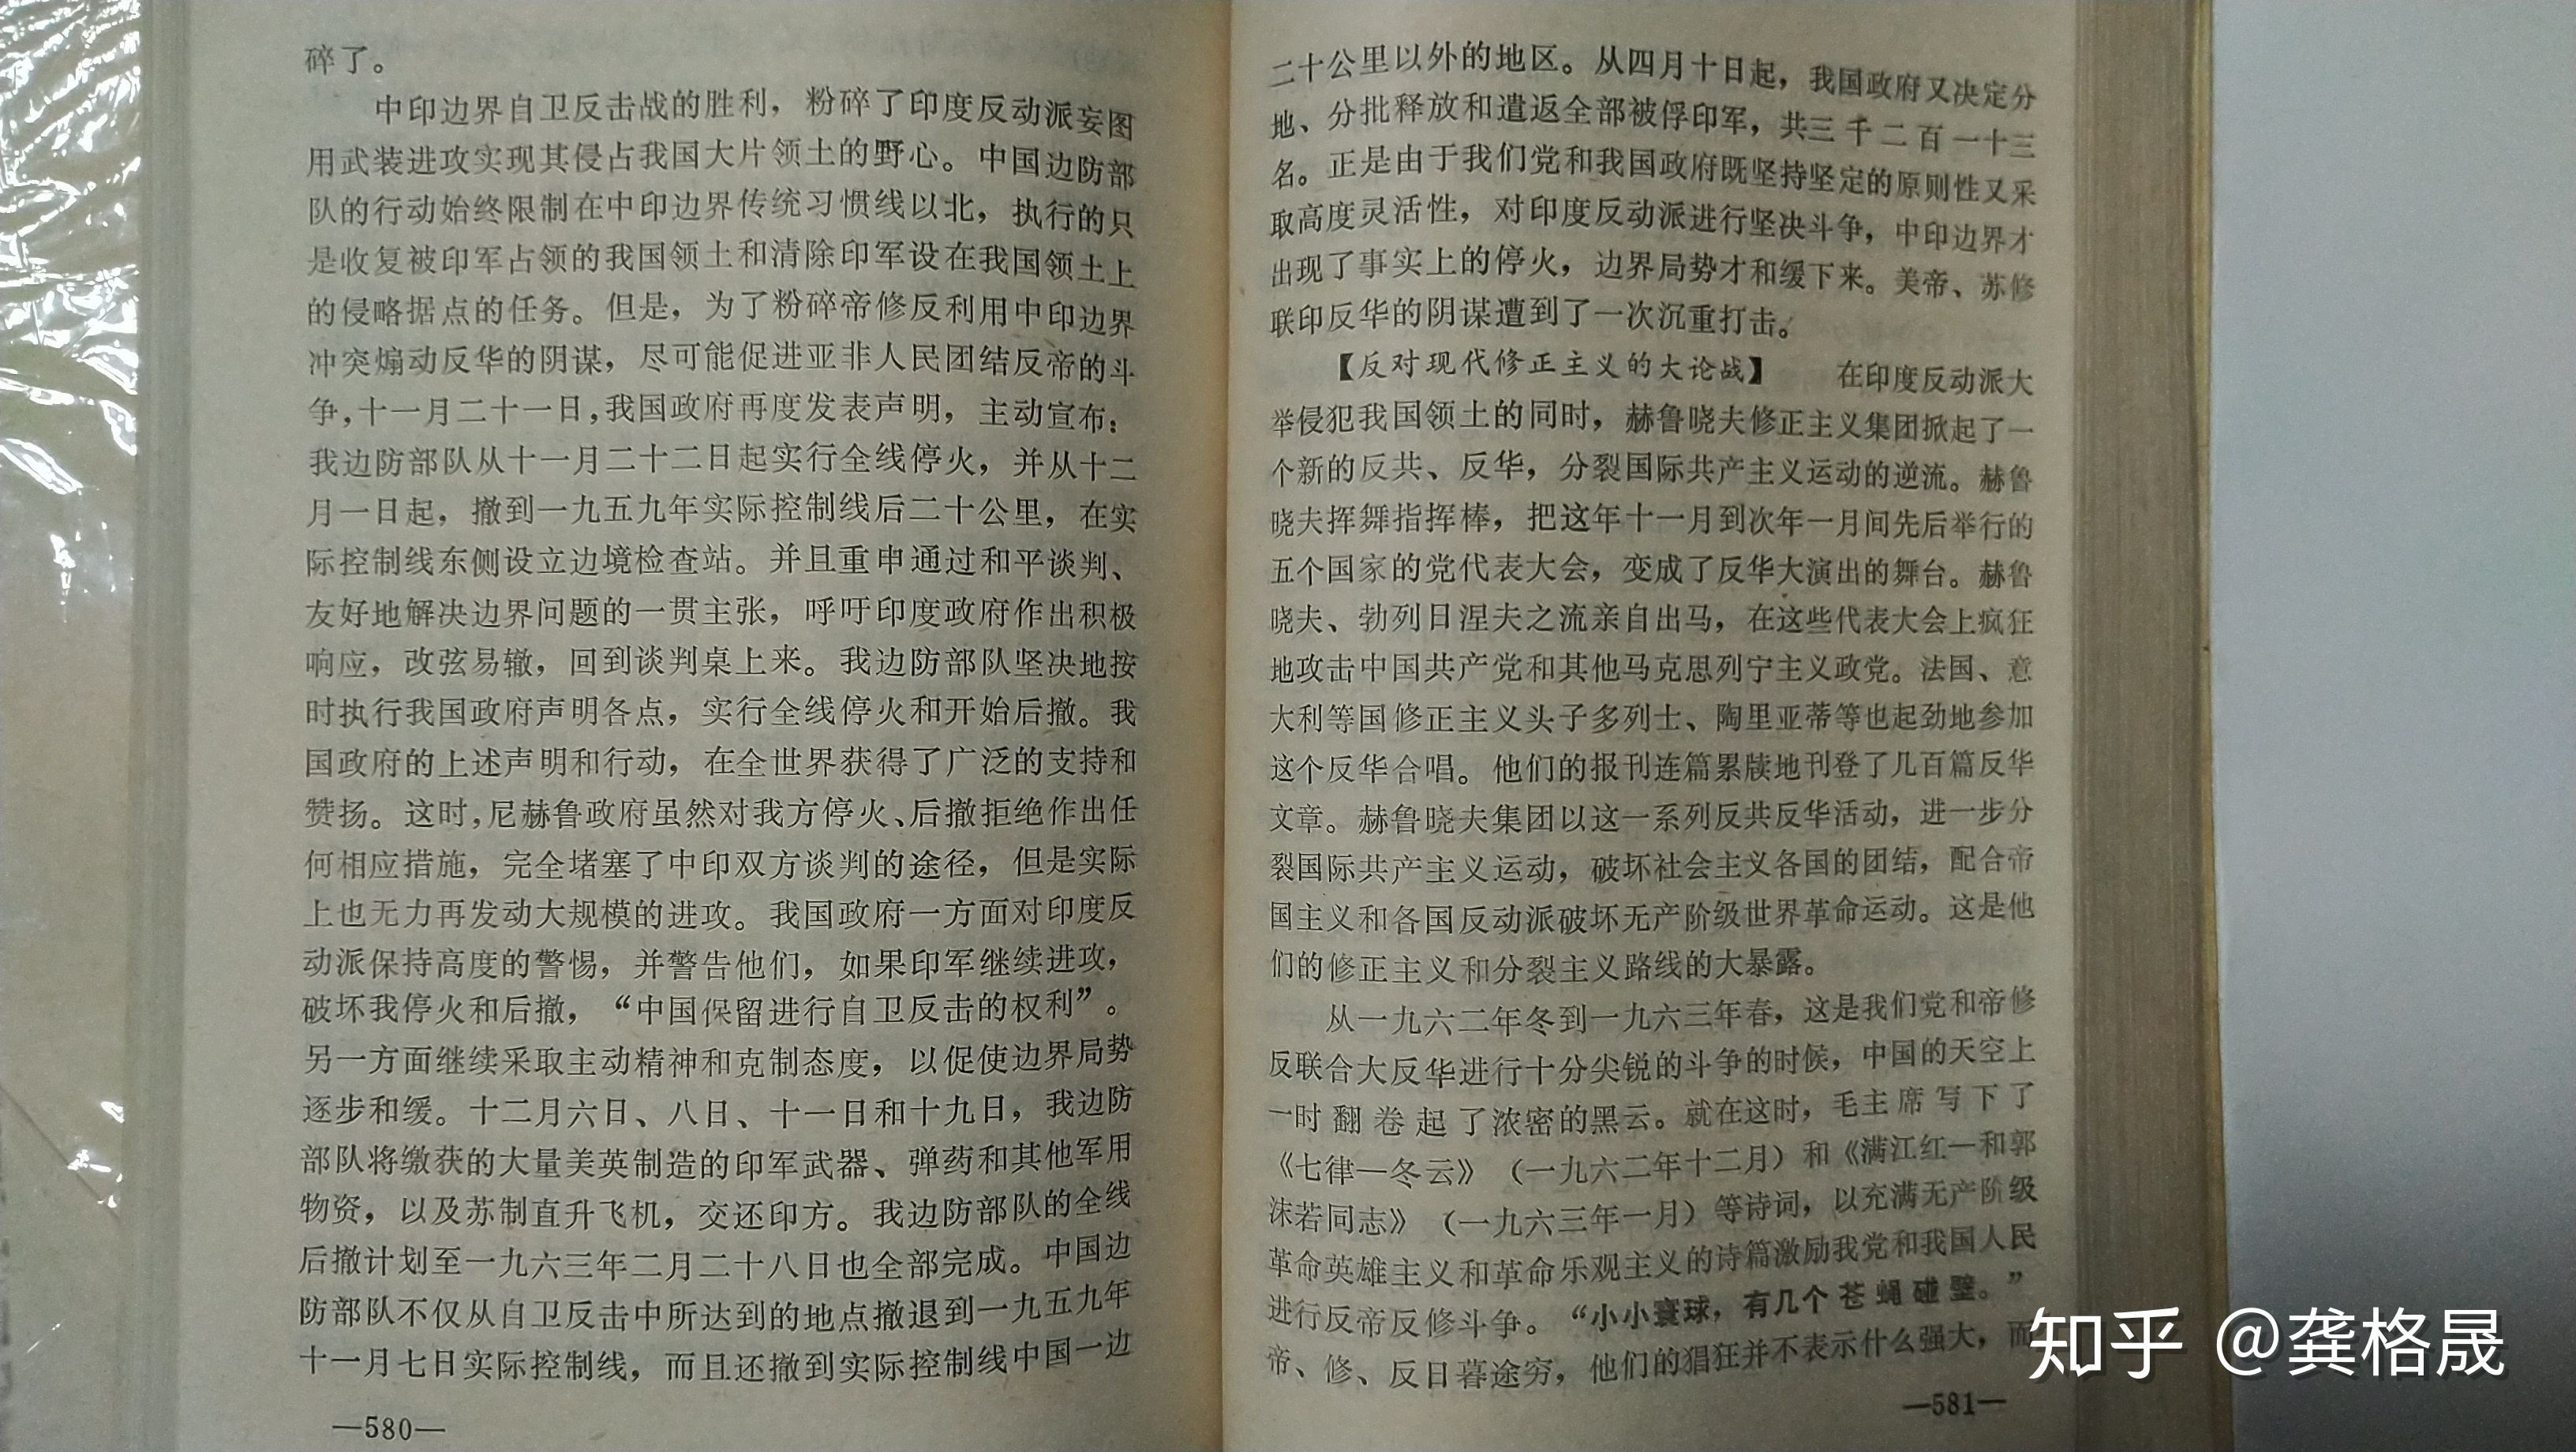 碎了。
中印边界自卫反击战的胜利，粉碎了印度反动派妄图
用武装进攻实现其侵占我国大片领土的野心。中国边防部
队的行动始终限制在中印边界传统习惯线以北，执行的只
是收复被印军占领的我国领土和清除印军设在我国领土上
的侵略据点的任务。但是，为了粉碎帝修反利用中印边界
冲突煽动反华的阴谋，尽可能促进亚非人民团结反帝的斗
争，十一月二十一日，我国政府再度发表声明，主动宣布：
我边防部队从十一月二十二日起实行全线停火，并从十二
月一日起，撤到一九五九年实际控制线后二十公里，在实
际控制线东侧设立边境检查站。并且重申通过和平谈判、
友好地解决边界问题的一贯主张，呼吁印度政府作出积极
响应，改弦易辙，回到谈判桌上来。我边防部队坚决地按
时执行我国政府声明各点，实行全线停火和开始后撤。我
国政府的上述声明和行动，在全世界获得了广泛的支持和
赞扬。这时，尼赫鲁政府虽然对我方停火、后撤拒绝作出任
何相应措施，完全堵塞了中印双方谈判的途径，但是实际
上也无力再发动大规模的进攻。我国政府一方面对印度反
动派保持高度的警惕，并警告他们，如果印军继续进攻，
破坏我停火和后撤，“中国保留进行自卫反击的权利”。
另一方面继续采取主动精神和克制态度，以促使边界局势
逐步和缓。十二月六日、八日、十一日和十九日，我边防
部队将缴获的大量美英制造的印军武器、弹药和其他军用
物资，以及苏制直升飞机，交还印方。我边防部队的全线
后撤计划至一九六三年二月二十八日也全部完成。中国边
防部队不仅从自卫反击中所达到的地点撤退到一九五九年
十一月七日实际控制线，而且还撤到实际控制线中国一边
—580—
二十公里以外的地区。从四月十日起，我国政府又决定分
地、分批释放和遣返全部被俘印军，共三千二百一十三
名。正是由于我们党和我国政府既坚持坚定的原则性又采
取高度灵活性，对印度反动派进行坚决斗争，中印边界才
出现了事实上的停火，边界局势才和缓下来。美帝、苏修
联印反华的阴谋遭到了一次沉重打击。
【反对现代修正主义的大论战】 在印度反动派大
举侵犯我国领土的同时，赫鲁晓夫修正主义集团掀起了一
个新的反共、反华，分裂国际共产主义运动的逆流。赫鲁
晓夫挥舞指挥棒，把这年十一月到次年一月间先后举行的
五个国家的党代表大会，变成了反华大演出的舞台。赫鲁
晓夫、勃列日涅夫之流亲自出马，在这些代表大会上疯狂
地攻击中国共产党和其他马克思列宁主义政党。法国、意
大利等国修正主义头子多列士、陶里亚蒂等也起劲地参加
这个反华合唱。他们的报刊连篇累牍地刊登了几百篇反华
文章。赫鲁晓夫集团以这一系列反共反华活动，进一步分
裂国际共产主义运动，破坏社会主义各国的团结，配合帝
国主义和各国反动派破坏无产阶级世界革命运动。这是他
们的修正主义和分裂主义路线的大暴露。
从一九六二年冬到一九六三年春，这是我们党和帝修
反联合大反华进行十分尖锐的斗争的时候，中国的天空上
一时翻卷起了浓密的黑云。就在这时，毛主席写下了
《七律—冬云》（一九六二年十二月）和《满江红—和郭
沫若同志》（一九六三年一月）等诗词，以充满无产阶级
革命英雄主义和革命乐观主义的诗篇激励我党和我国人民
进行反帝反修斗争。“小小寰球，有几个苍蝇碰壁。”
帝、修、反日暮途穷，他们的猖狂并不表示什么强大，而
—581—
知乎 @龚格晟